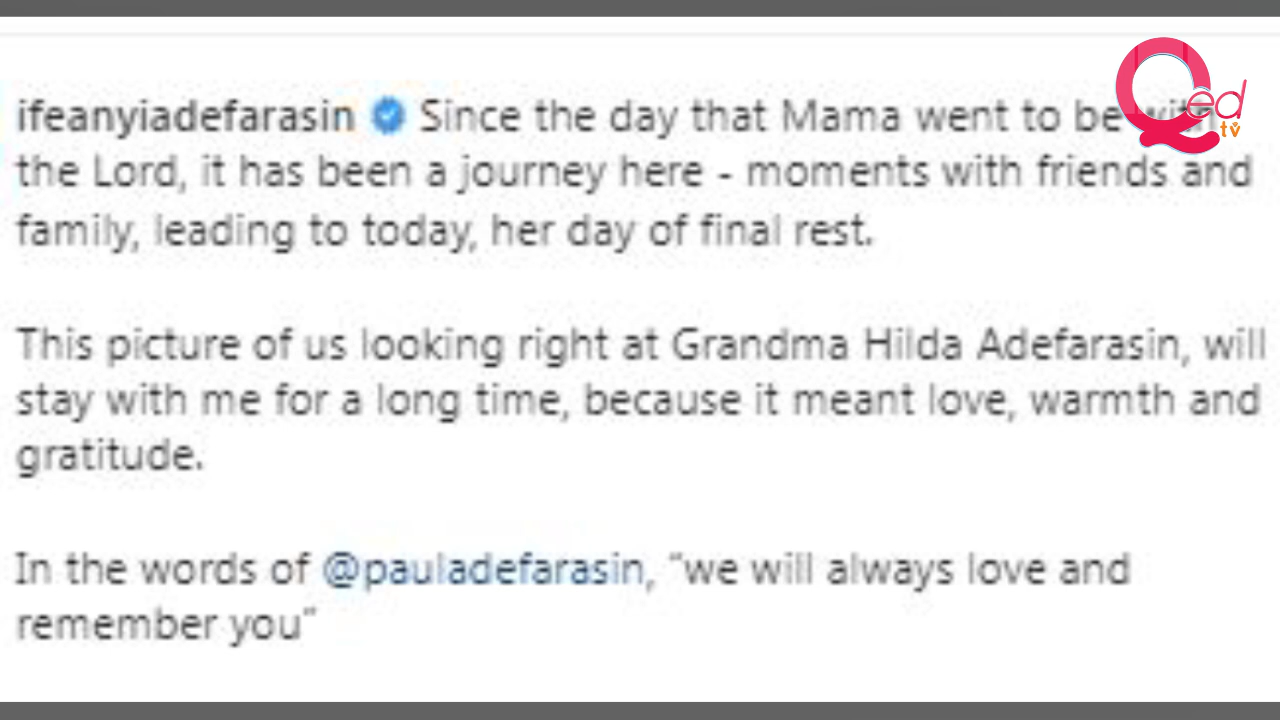 Qed
tv
ifeanyiadefarasin Since the day that Mama went to be with
the Lord, it has been a journey here - moments with friends and
family, leading to today, her day of final rest.
This picture of us looking right at Grandma Hilda Adefarasin, will
stay with me for a long time, because it meant love, warmth and
gratitude.
In the words of @pauladefarasin, “we will always love and
remember you”